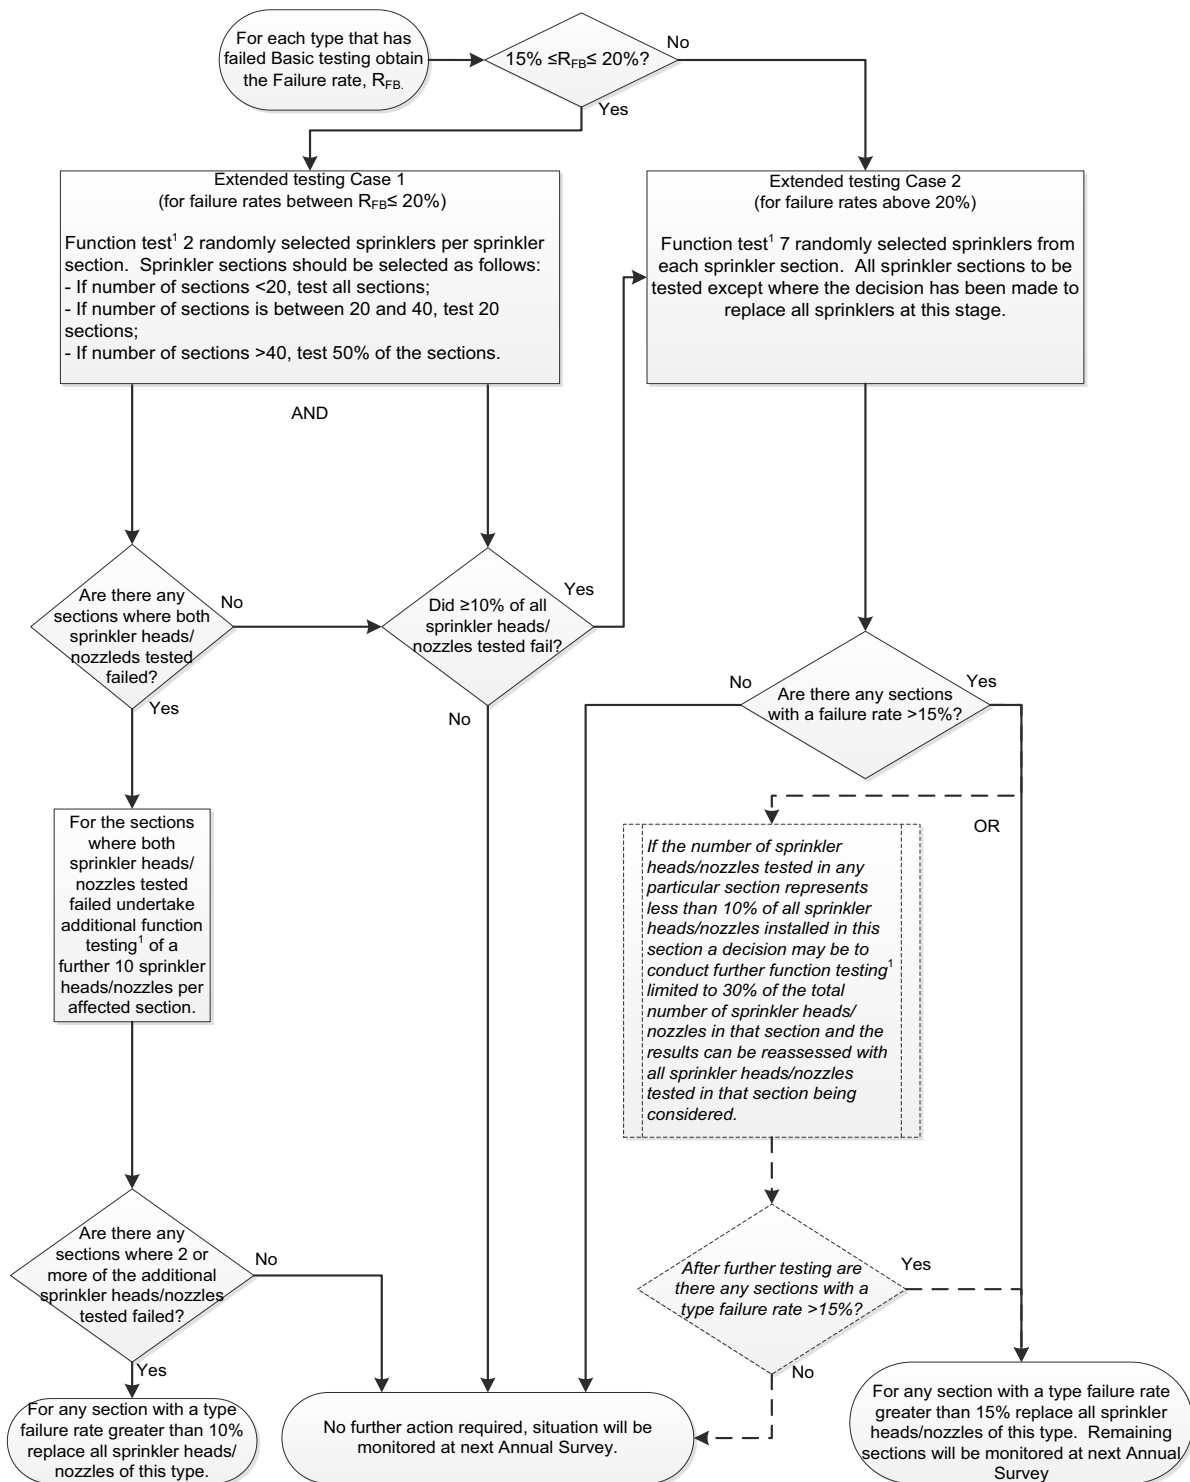 For each type that has
failed Basic testing obtain
the Failure rate, RFB.
15% ≤RFB≤ 20%?
No
Yes
Extended testing Case 1
(for failure rates between RFB≤ 20%)
Function test1 2 randomly selected sprinklers per sprinkler
section. Sprinkler sections should be selected as follows:
- If number of sections <20, test all sections;
- If number of sections is between 20 and 40, test 20
sections;
- If number of sections >40, test 50% of the sections.
Extended testing Case 2
(for failure rates above 20%)
Function test1 7 randomly selected sprinklers from
each sprinkler section. All sprinkler sections to be
tested except where the decision has been made to
replace all sprinklers at this stage.
AND
Are there any
sections where both
sprinkler heads/
nozzleds tested
failed?
No
Yes
Did ≥10% of all
sprinkler heads/
nozzles tested fail?
Yes
No
Are there any sections
with a failure rate >15%?
No
Yes
OR
For the sections
where both
sprinkler heads/
nozzles tested
failed undertake
additional function
testing1 of a
further 10 sprinkler
heads/nozzles per
affected section.
If the number of sprinkler
heads/nozzles tested in any
particular section represents
less than 10% of all sprinkler
heads/nozzles installed in this
section a decision may be to
conduct further function testing1
limited to 30% of the total
number of sprinkler heads/
nozzles in that section and the
results can be reassessed with
all sprinkler heads/nozzles
tested in that section being
considered.
Are there any
sections where 2 or
more of the additional
sprinkler heads/nozzles
tested failed?
No
Yes
After further testing are
there any sections with a
type failure rate >15%?
Yes
No
For any section with a type
failure rate greater than 10%
replace all sprinkler heads/
nozzles of this type.
No further action required, situation will be
monitored at next Annual Survey.
For any section with a type failure rate
greater than 15% replace all sprinkler
heads/nozzles of this type. Remaining
sections will be monitored at next Annual
Survey